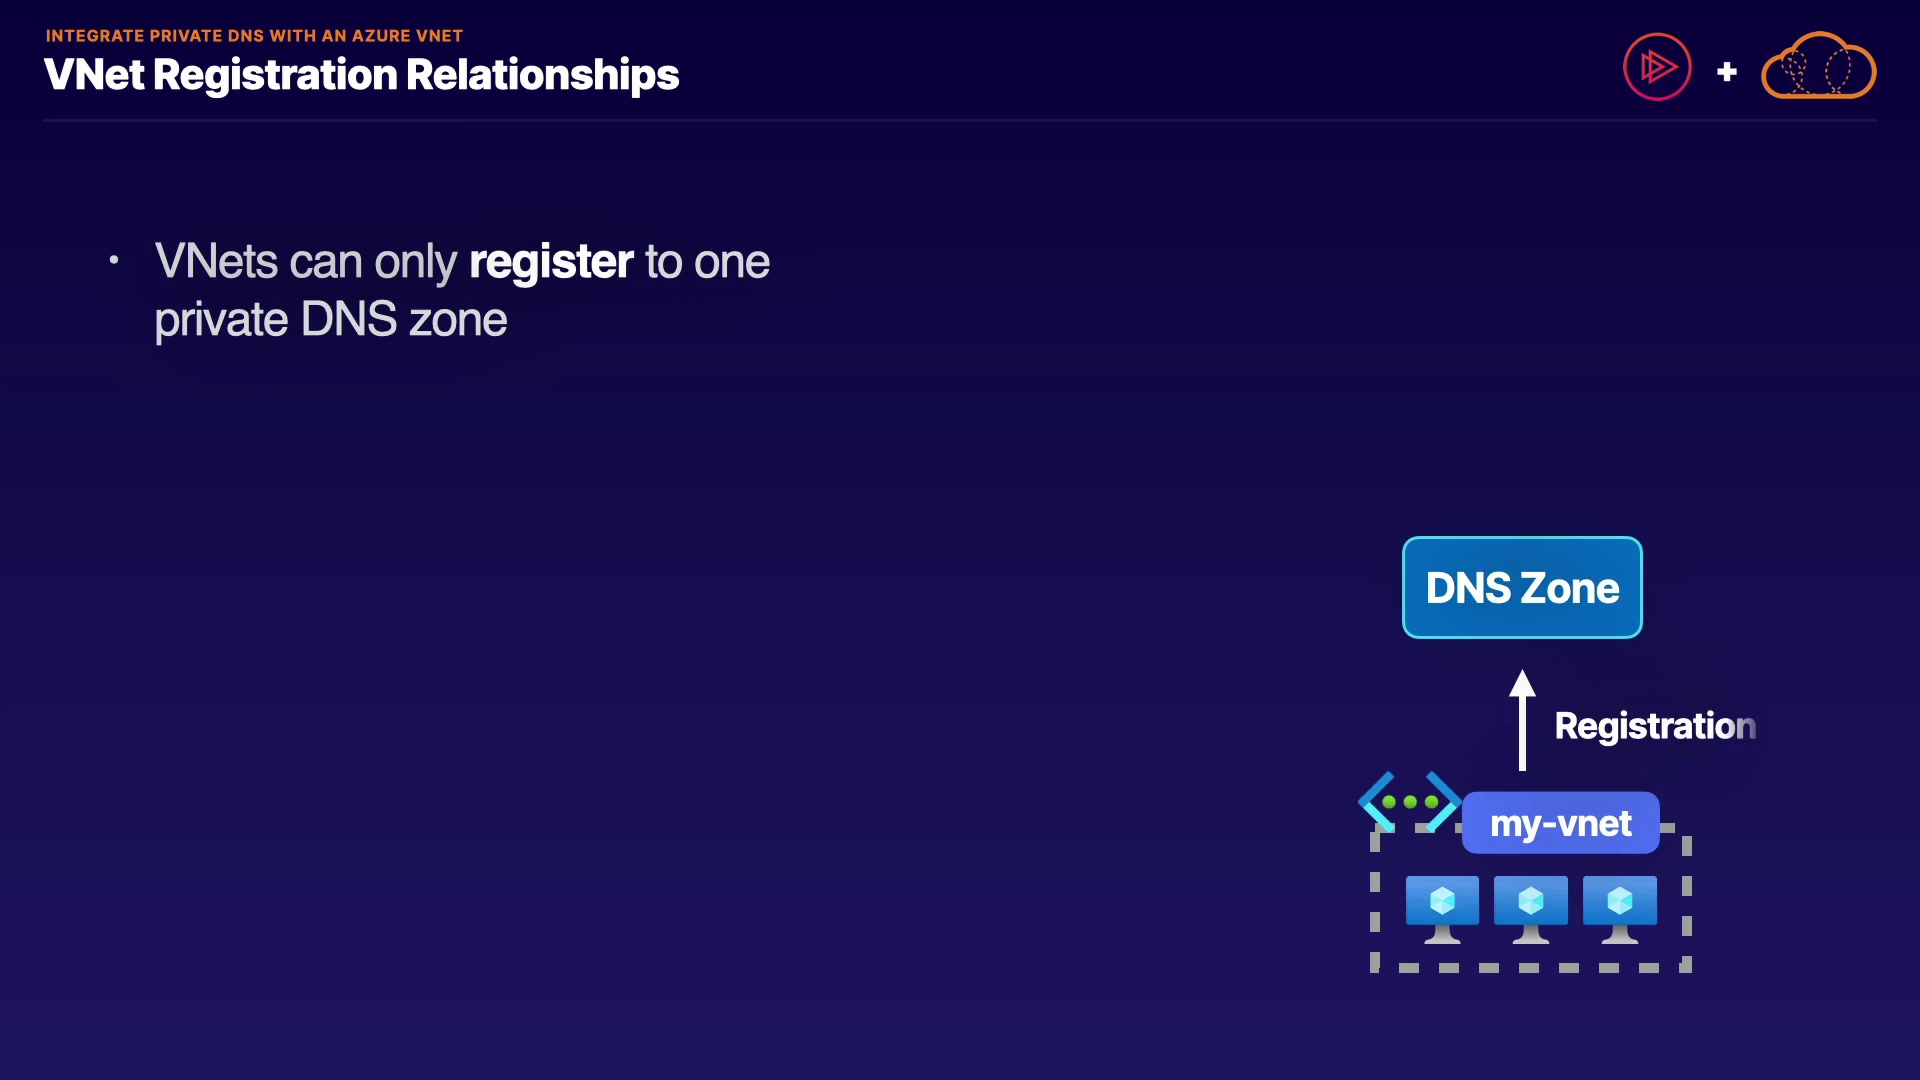 INTEGRATE PRIVATE DNS WITH AN AZURE VNET
VNet Registration Relationships
• VNets can only register to one
private DNS zone
DNS Zone
Registration
my-vnet